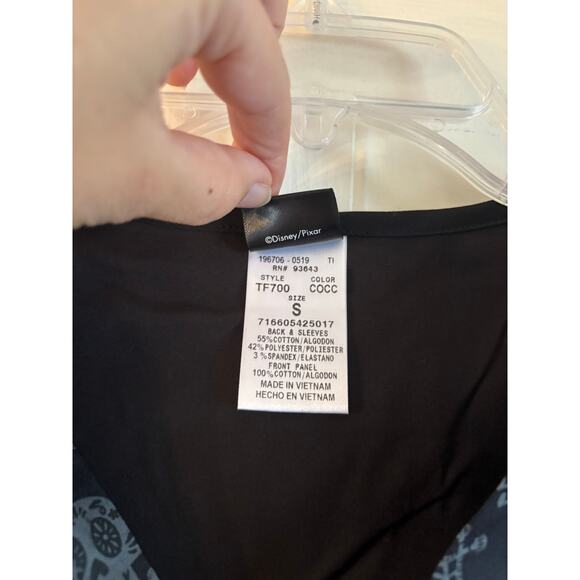 ©Disney/Pixar
196706 - 0519 TI
RN# 93643
STYLE COLOR
TF700 COCC
SIZE
S
716605425017
BACK & SLEEVES
55%COTTON/ALGODON
42%POLYESTER/POLIESTER
3%SPANDEX/ELASTANO
FRONT PANEL
100%COTTON/ALGODON
MADE IN VIETNAM
HECHO EN VIETNAM